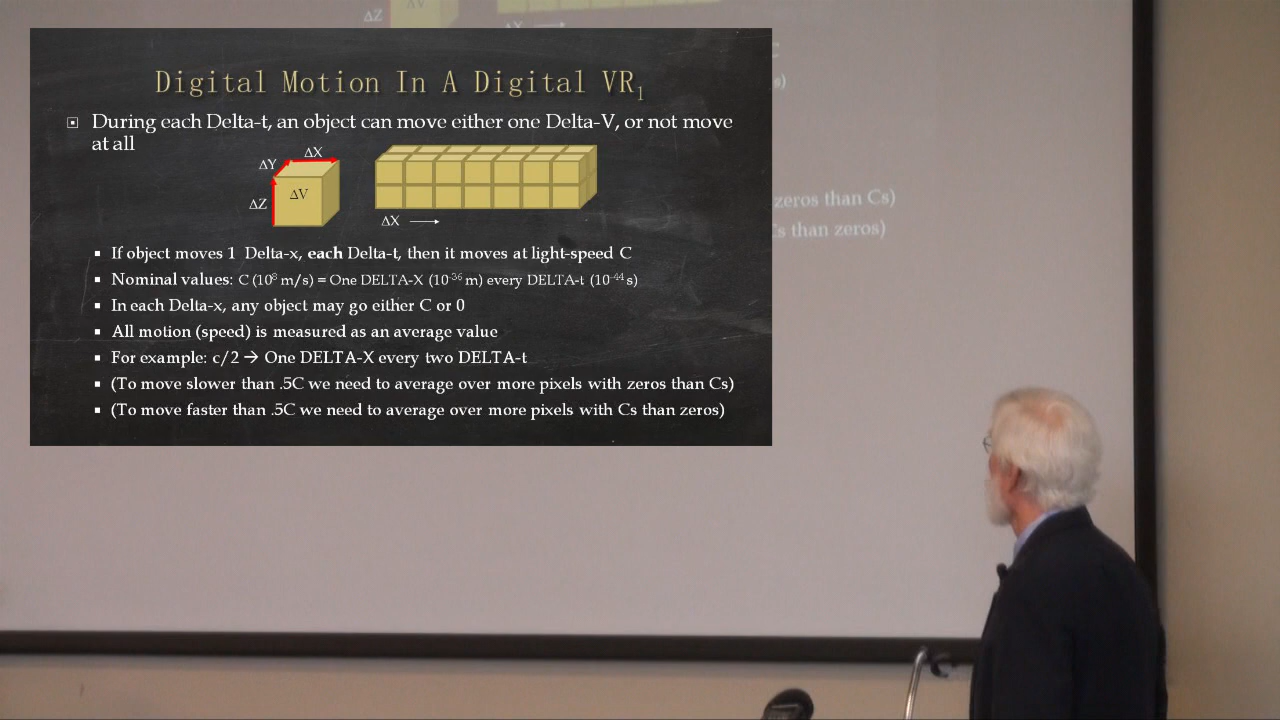 ΔZ
ΔV
ΔX
Digital Motion In A Digital VR₁
During each Delta-t, an object can move either one Delta-V, or not move
at all
ΔX
ΔY
ΔV
ΔZ
ΔX
If object moves 1 Delta-x, each Delta-t, then it moves at light-speed C
Nominal values: C (10⁸ m/s) = One DELTA-X (10⁻³⁶ m) every DELTA-t (10⁻⁴⁴ s)
In each Delta-x, any object may go either C or 0
All motion (speed) is measured as an average value
For example: c/2 → One DELTA-X every two DELTA-t
(To move slower than .5C we need to average over more pixels with zeros than Cs)
(To move faster than .5C we need to average over more pixels with Cs than zeros)
zeros than Cs)
Cs than zeros)